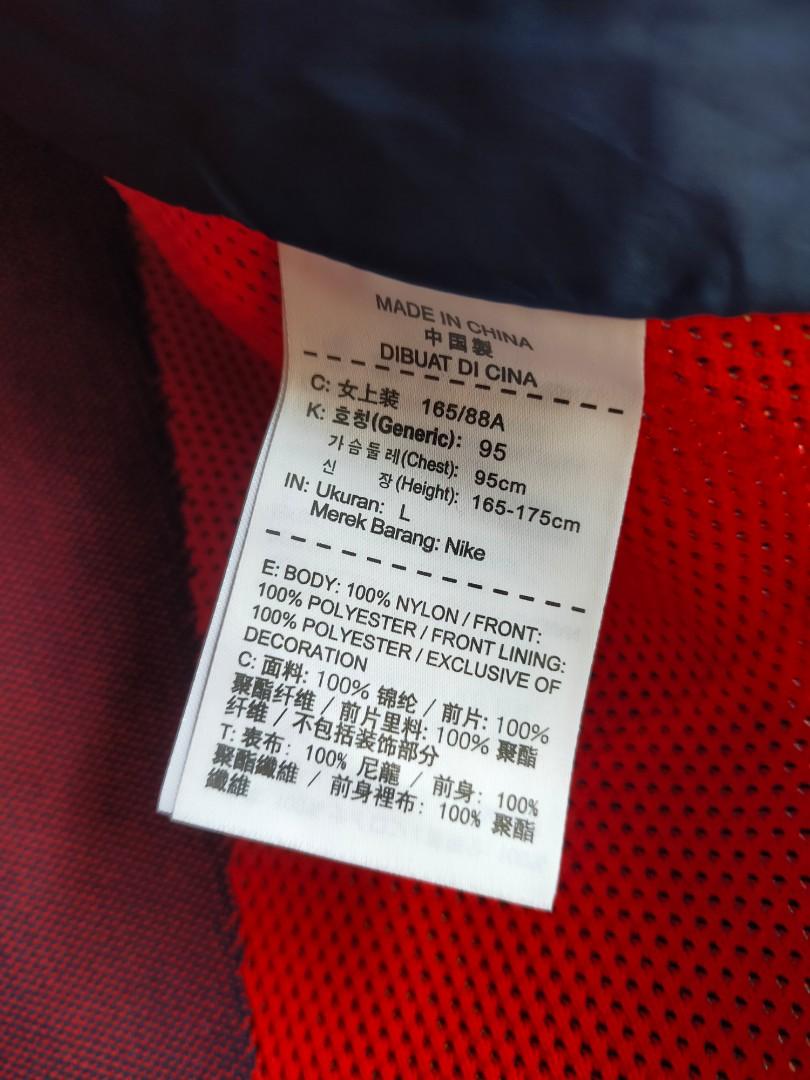 MADE IN CHINA
中国製
DIBUAT DI CINA
C: 女上装 165/88A
K: 호칭(Generic): 95
가슴둘레(Chest): 95cm
신 장(Height): 165-175cm
IN: Ukuran: L
Merek Barang: Nike
E: BODY: 100% NYLON / FRONT:
100% POLYESTER / FRONT LINING:
100% POLYESTER / EXCLUSIVE OF
DECORATION
C: 面料: 100% 锦纶 / 前片: 100%
聚酯纤维 / 前片里料: 100% 聚酯
纤维 / 不包括装饰部分
T: 表布: 100% 尼龍 / 前身: 100%
聚酯纖維 / 前身裡布: 100% 聚酯
纖維